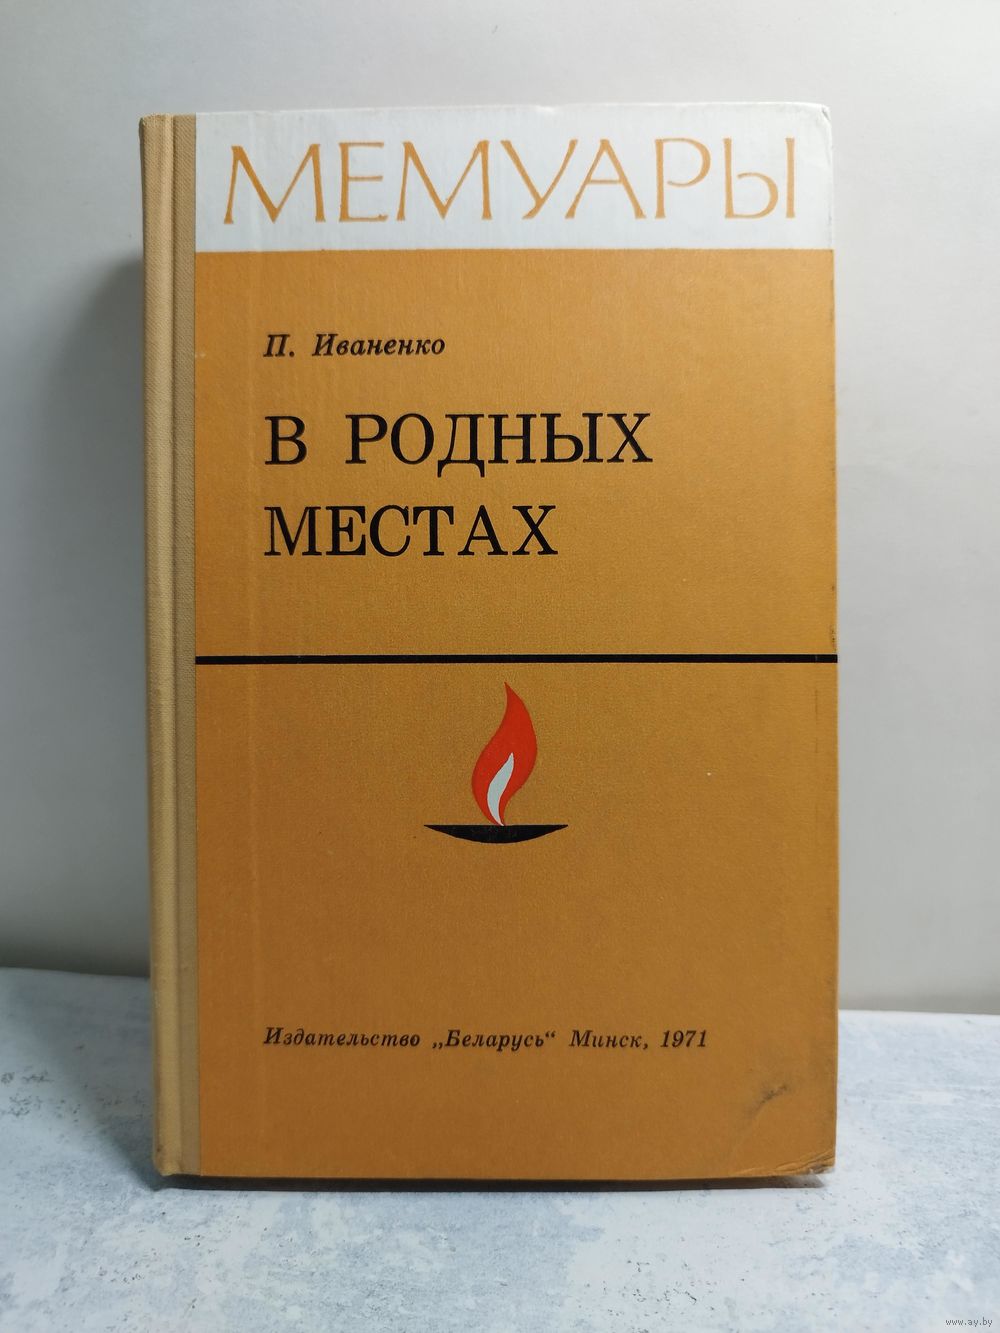 МЕМУАРЫ
П. Иваненко
В РОДНЫХ
МЕСТАХ
Издательство „Беларусь“ Минск, 1971
www.ay.by